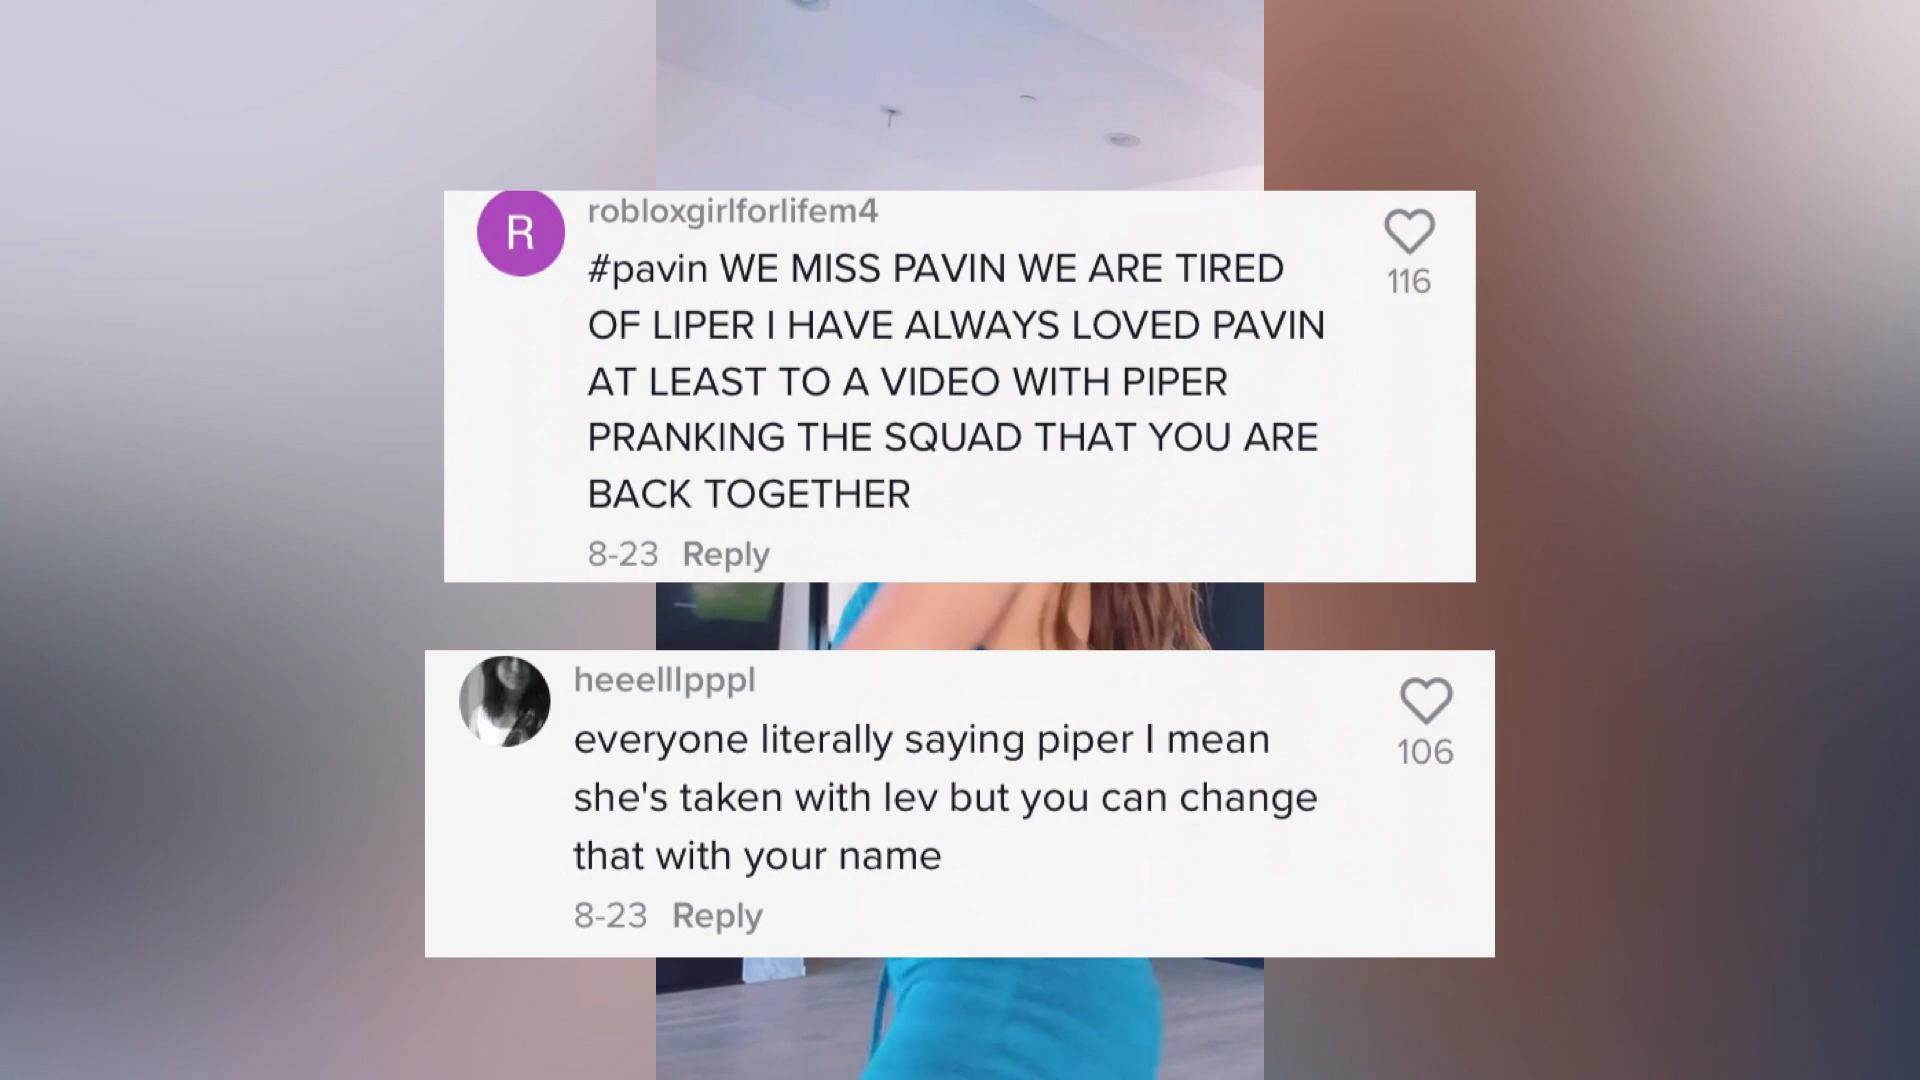 R
robloxgirlforlifem4
#pavin WE MISS PAVIN WE ARE TIRED
OF LIPER I HAVE ALWAYS LOVED PAVIN
AT LEAST TO A VIDEO WITH PIPER
PRANKING THE SQUAD THAT YOU ARE
BACK TOGETHER
8-23 Reply
116
heeelllpppl
everyone literally saying piper I mean
she's taken with lev but you can change
that with your name
8-23 Reply
106